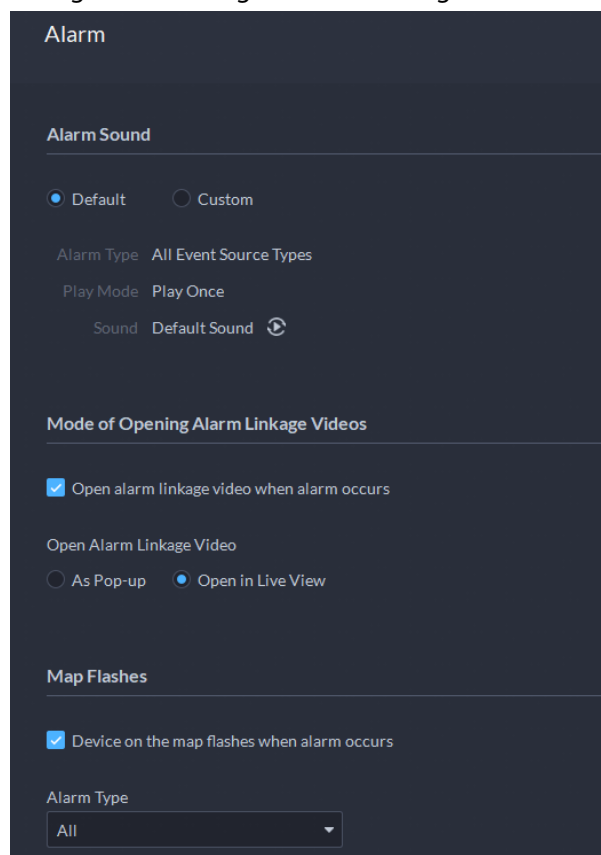 Alarm
Alarm Sound
Default Custom
Alarm Type All Event Source Types
Play Mode Play Once
Sound Default Sound
Mode of Opening Alarm Linkage Videos
Open alarm linkage video when alarm occurs
Open Alarm Linkage Video
As Pop-up Open in Live View
Map Flashes
Device on the map flashes when alarm occurs
Alarm Type
All